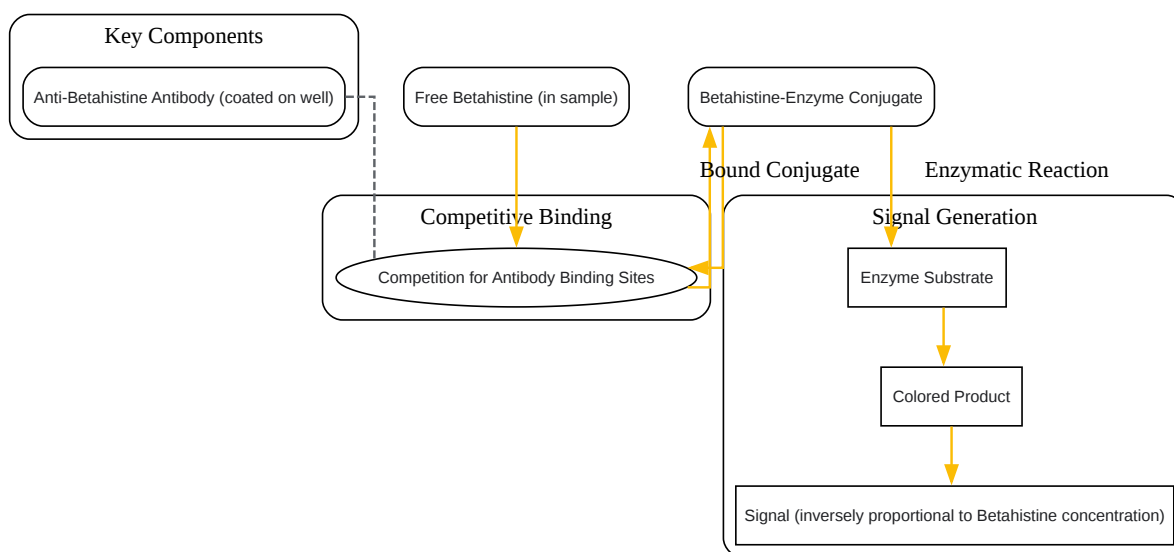 Key Components
Anti-Betahistine Antibody (coated on well)
Free Betahistine (in sample)
Betahistine-Enzyme Conjugate
Bound Conjugate
Enzymatic Reaction
Competitive Binding
Signal Generation
Competition for Antibody Binding Sites
Enzyme Substrate
Colored Product
Signal (inversely proportional to Betahistine concentration)